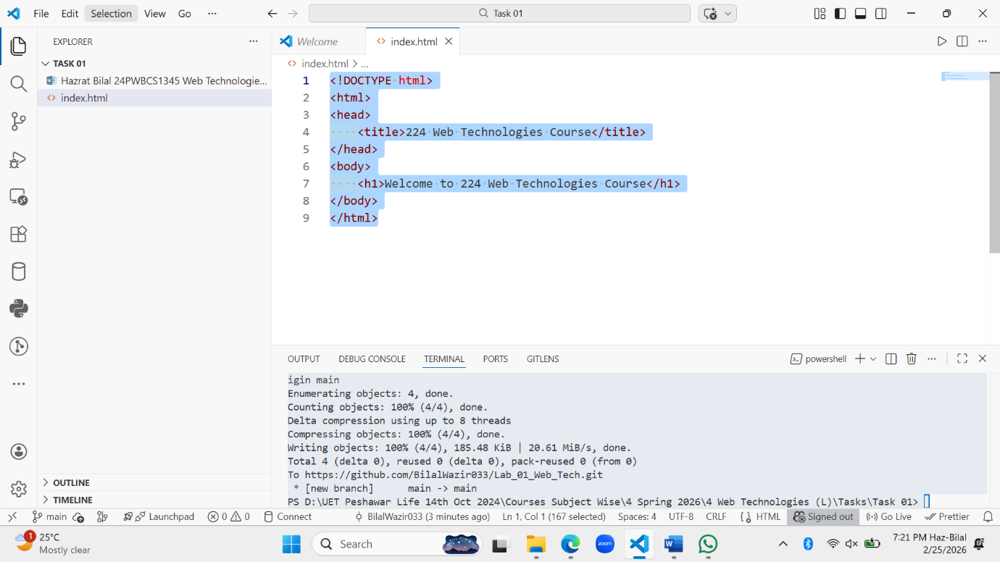 File Edit Selection View Go ··· Task 01
EXPLORER ···
TASK 01
Hazrat Bilal 24PWBCS1345 Web Technologie...
index.html
Welcome index.html
index.html > ...
1 <!DOCTYPE html>
2 <html>
3 <head>
4 <title>224 Web Technologies Course</title>
5 </head>
6 <body>
7 <h1>Welcome to 224 Web Technologies Course</h1>
8 </body>
9 </html>
OUTPUT DEBUG CONSOLE TERMINAL PORTS GITLENS powershell
igin main
Enumerating objects: 4, done.
Counting objects: 100% (4/4), done.
Delta compression using up to 8 threads
Compressing objects: 100% (4/4), done.
Writing objects: 100% (4/4), 185.48 KiB | 20.61 MiB/s, done.
Total 4 (delta 0), reused 0 (delta 0), pack-reused 0 (from 0)
To https://github.com/BilalWazir033/Lab_01_Web_Tech.git
* [new branch] main -> main
PS D:\UET Peshawar Life 14th Oct 2024\Courses Subject Wise\4 Spring 2026\4 Web Technologies (L)\Tasks\Task 01>
OUTLINE
TIMELINE
main Launchpad 0 0 Connect BilalWazir033 (3 minutes ago) Ln 1, Col 1 (167 selected) Spaces: 4 UTF-8 CRLF {} HTML Signed out Go Live Prettier
1 25°C
Mostly clear
Search
zoom
7:21 PM Haz-Bilal
2/25/2026